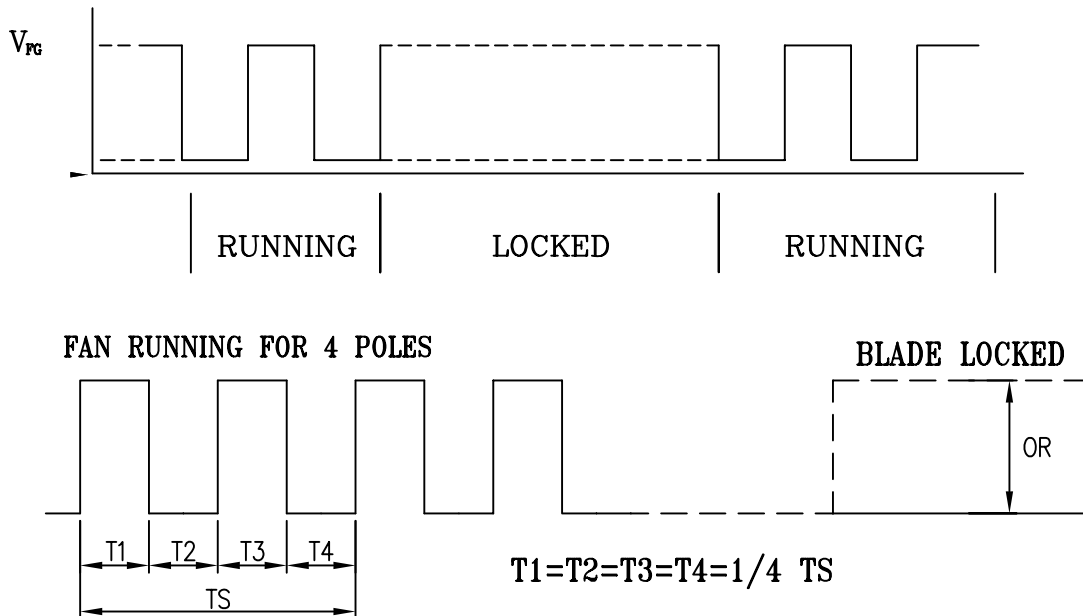 VFG
RUNNING LOCKED RUNNING
FAN RUNNING FOR 4 POLES
BLADE LOCKED
OR
T1 T2 T3 T4
T1=T2=T3=T4=1/4 TS
TS